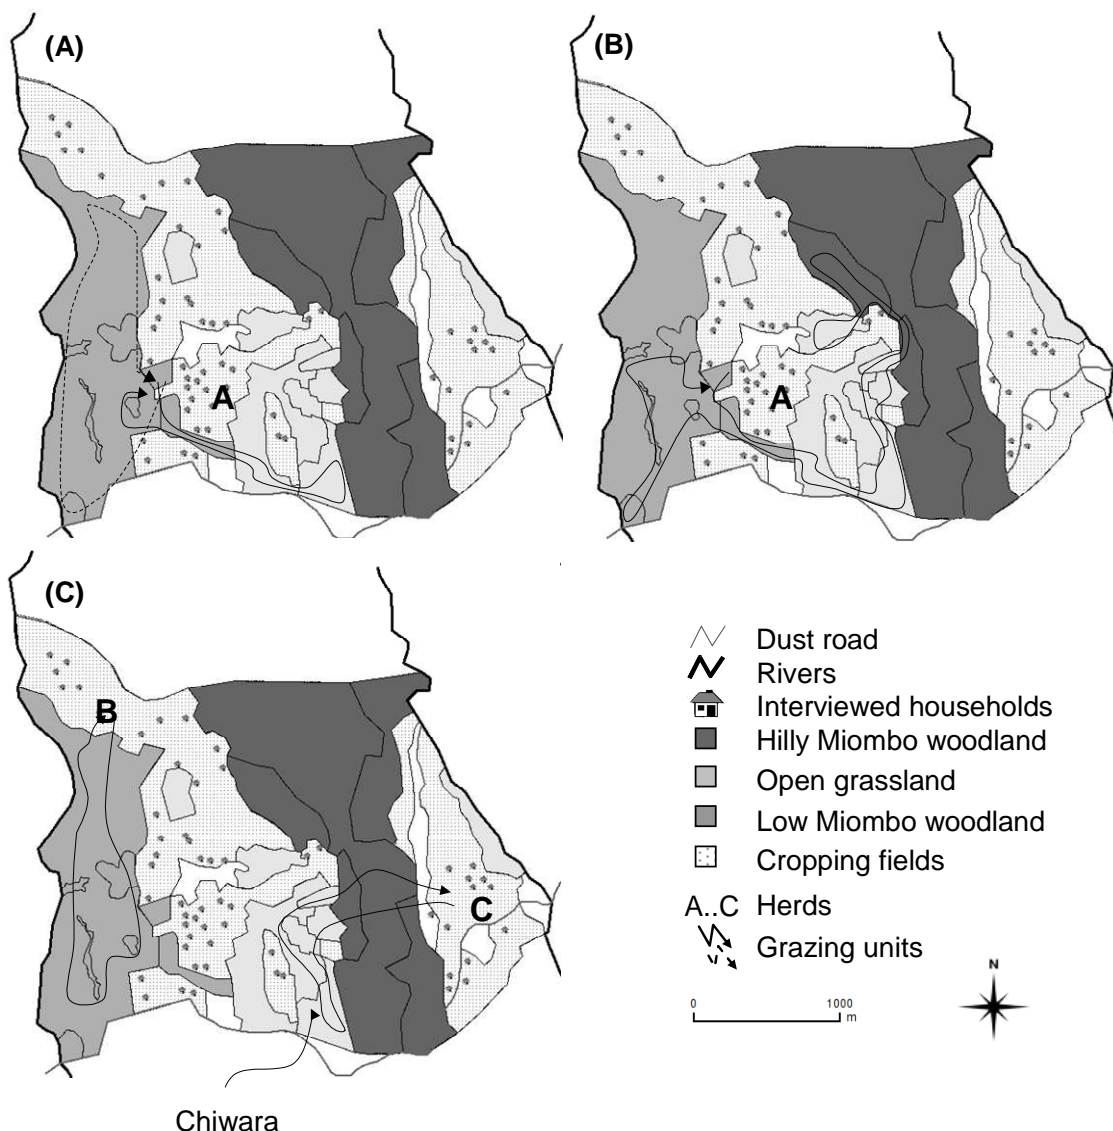 (A)
(B)
A
A
(C)
B
C
Chiwara
Dust road
Rivers
Interviewed households
Hilly Miombo woodland
Open grassland
Low Miombo woodland
Cropping fields
A..C Herds
Grazing units
0 1000
m
N